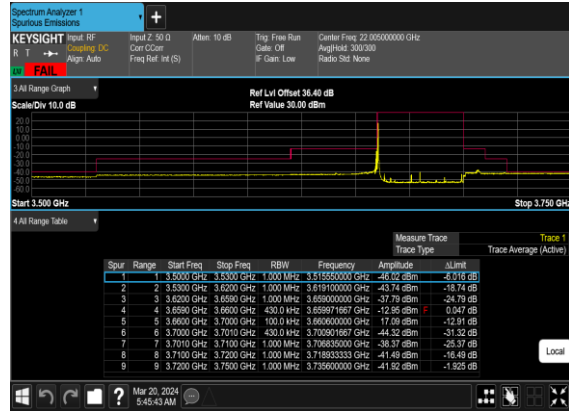 Spectrum Analyzer 1
Spurious Emissions
KEYSIGHT Input: RF Input Z: 50 Ω Atten: 10 dB Trig: Free Run Center Freq: 22.005000000 GHz
R T Coupling: DC Corr CCorr Gate: Off Avg|Hold: 300/300
Align: Auto Freq Ref: Int (S) IF Gain: Low Radio Std: None
FAIL
3 All Range Graph Ref Lvl Offset 36.40 dB
Scale/Div 10.0 dB Ref Value 30.00 dBm
20.0
10.0
0.00
-10.0
-20.0
-30.0
-40.0
-50.0
-60.0
Start 3.500 GHz Stop 3.750 GHz
4 All Range Table
Measure Trace Trace 1
Trace Type Trace Average (Active)
Spur Range Start Freq Stop Freq RBW Frequency Amplitude ΔLimit
1 1 3.5000 GHz 3.5300 GHz 1.000 MHz 3.515550000 GHz -46.02 dBm -6.016 dB
2 2 3.5300 GHz 3.6200 GHz 1.000 MHz 3.619100000 GHz -43.74 dBm -18.74 dB
3 3 3.6200 GHz 3.6590 GHz 1.000 MHz 3.659000000 GHz -37.79 dBm -24.79 dB
4 4 3.6590 GHz 3.6600 GHz 430.0 kHz 3.659971667 GHz -12.95 dBm F 0.047 dB
5 5 3.6600 GHz 3.7000 GHz 100.0 kHz 3.660600000 GHz 17.09 dBm -12.91 dB
6 6 3.7000 GHz 3.7010 GHz 430.0 kHz 3.700901667 GHz -44.32 dBm -31.32 dB
7 7 3.7010 GHz 3.7100 GHz 1.000 MHz 3.706835000 GHz -38.37 dBm -25.37 dB
8 8 3.7100 GHz 3.7200 GHz 1.000 MHz 3.718933333 GHz -41.49 dBm -16.49 dB
9 9 3.7200 GHz 3.7500 GHz 1.000 MHz 3.735600000 GHz -41.92 dBm -1.925 dB
Local
Mar 20, 2024
5:45:43 AM